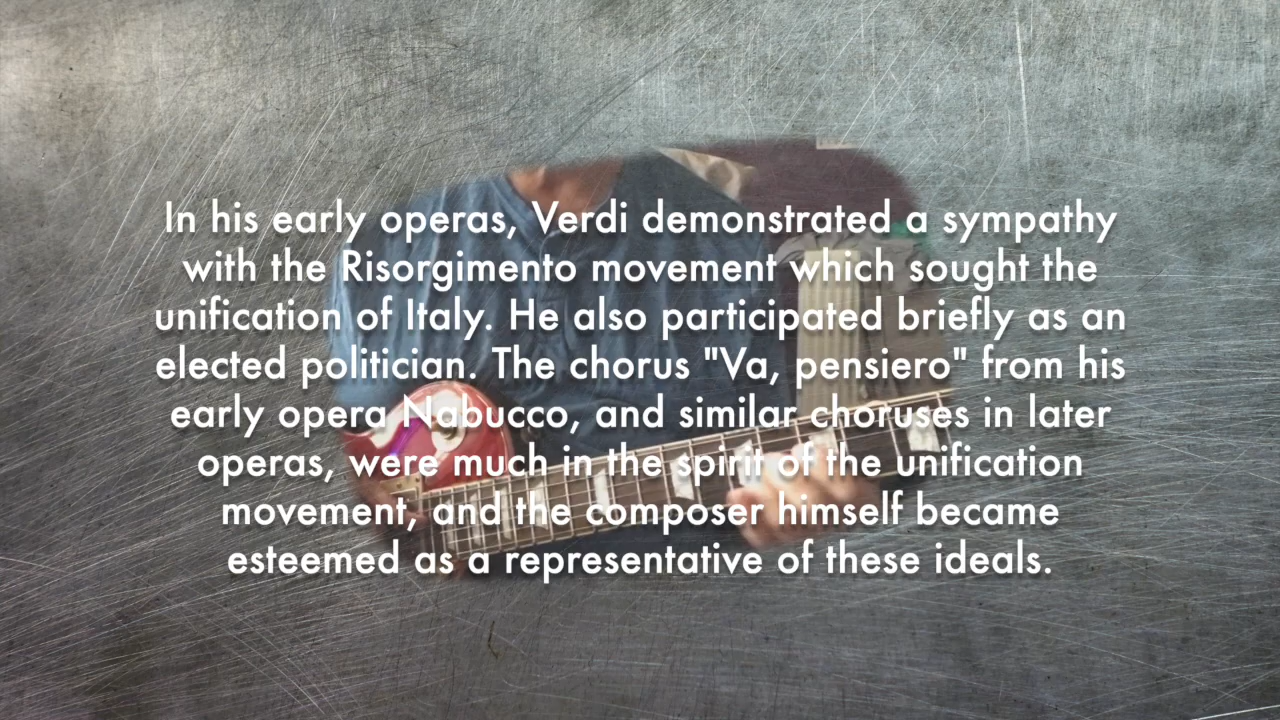 In his early operas, Verdi demonstrated a sympathy
with the Risorgimento movement which sought the
unification of Italy. He also participated briefly as an
elected politician. The chorus "Va, pensiero" from his
early opera Nabucco, and similar choruses in later
operas, were much in the spirit of the unification
movement, and the composer himself became
esteemed as a representative of these ideals.